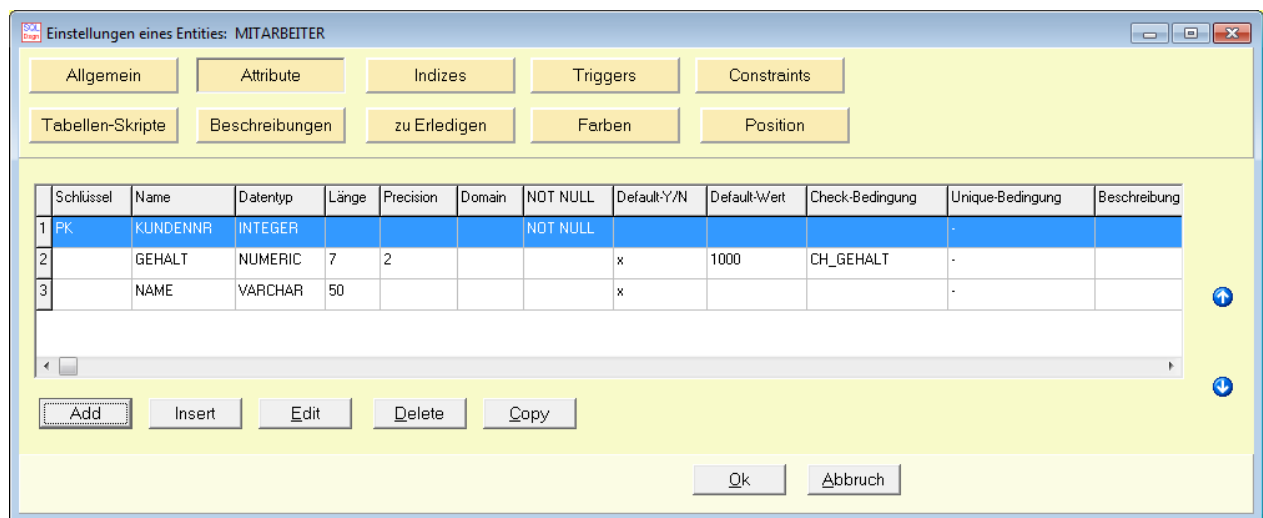 SQL
Dsgn
Einstellungen eines Entities: MITARBEITER
Allgemein Attribute Indizes Triggers Constraints
Tabellen-Skripte Beschreibungen zu Erledigen Farben Position
Schlüssel Name Datentyp Länge Precision Domain NOT NULL Default-Y/N Default-Wert Check-Bedingung Unique-Bedingung Beschreibung
1 PK KUNDENNR INTEGER NOT NULL -
2 GEHALT NUMERIC 7 2 x 1000 CH_GEHALT -
3 NAME VARCHAR 50 x -
Add Insert Edit Delete Copy
Ok Abbruch